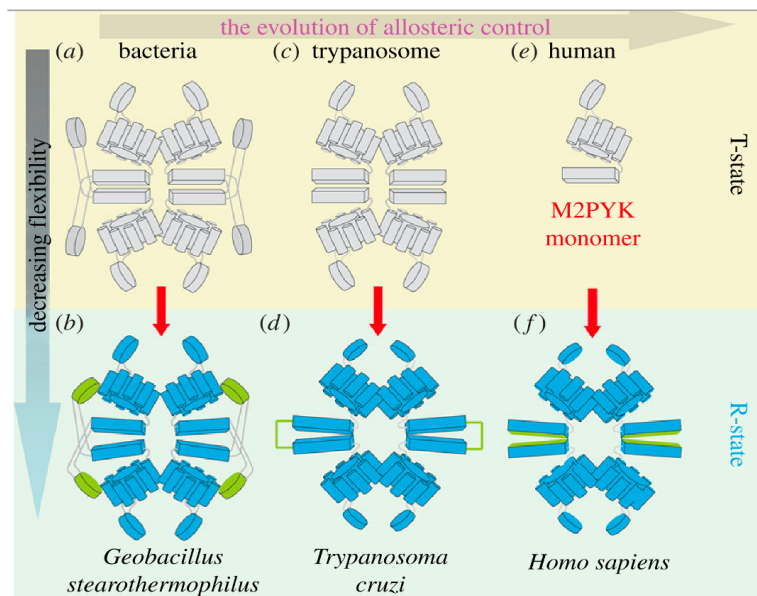 the evolution of allosteric control
(a) bacteria
(c) trypanosome
(e) human
decreasing flexibility
T-state
M2PYK
monomer
(b)
(d)
(f)
R-state
Geobacillus
stearothermophilus
Trypanosoma
cruzi
Homo sapiens